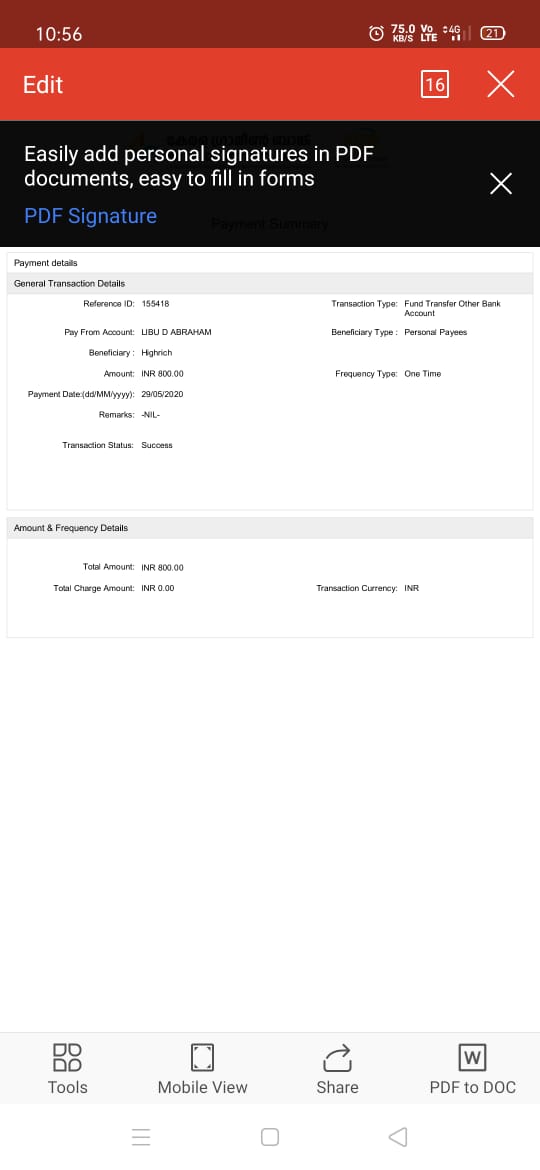 10:56
75.0 KB/S Vo LTE 4G 21
Edit
16
Easily add personal signatures in PDF
documents, easy to fill in forms
PDF Signature
Payment Summary
Payment details
General Transaction Details
Reference ID: 155418
Transaction Type: Fund Transfer Other Bank
Account
Pay From Account: LIBU D ABRAHAM
Beneficiary Type : Personal Payees
Beneficiary : Highrich
Amount: INR 800.00
Frequency Type: One Time
Payment Date:(dd/MM/yyyy): 29/05/2020
Remarks: -NIL-
Transaction Status: Success
Amount & Frequency Details
Total Amount: INR 800.00
Total Charge Amount: INR 0.00
Transaction Currency: INR
Tools
Mobile View
Share
W
PDF to DOC